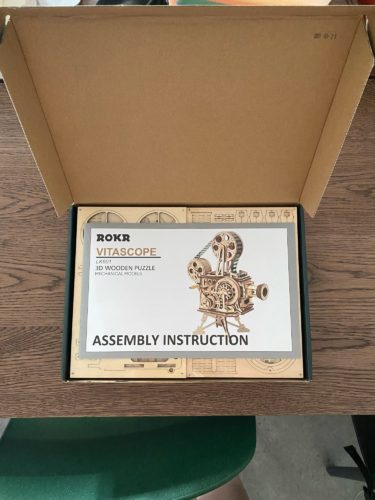 ROKR
VITASCOPE
LK601
3D WOODEN PUZZLE
MECHANICAL MODELS
ASSEMBLY INSTRUCTION